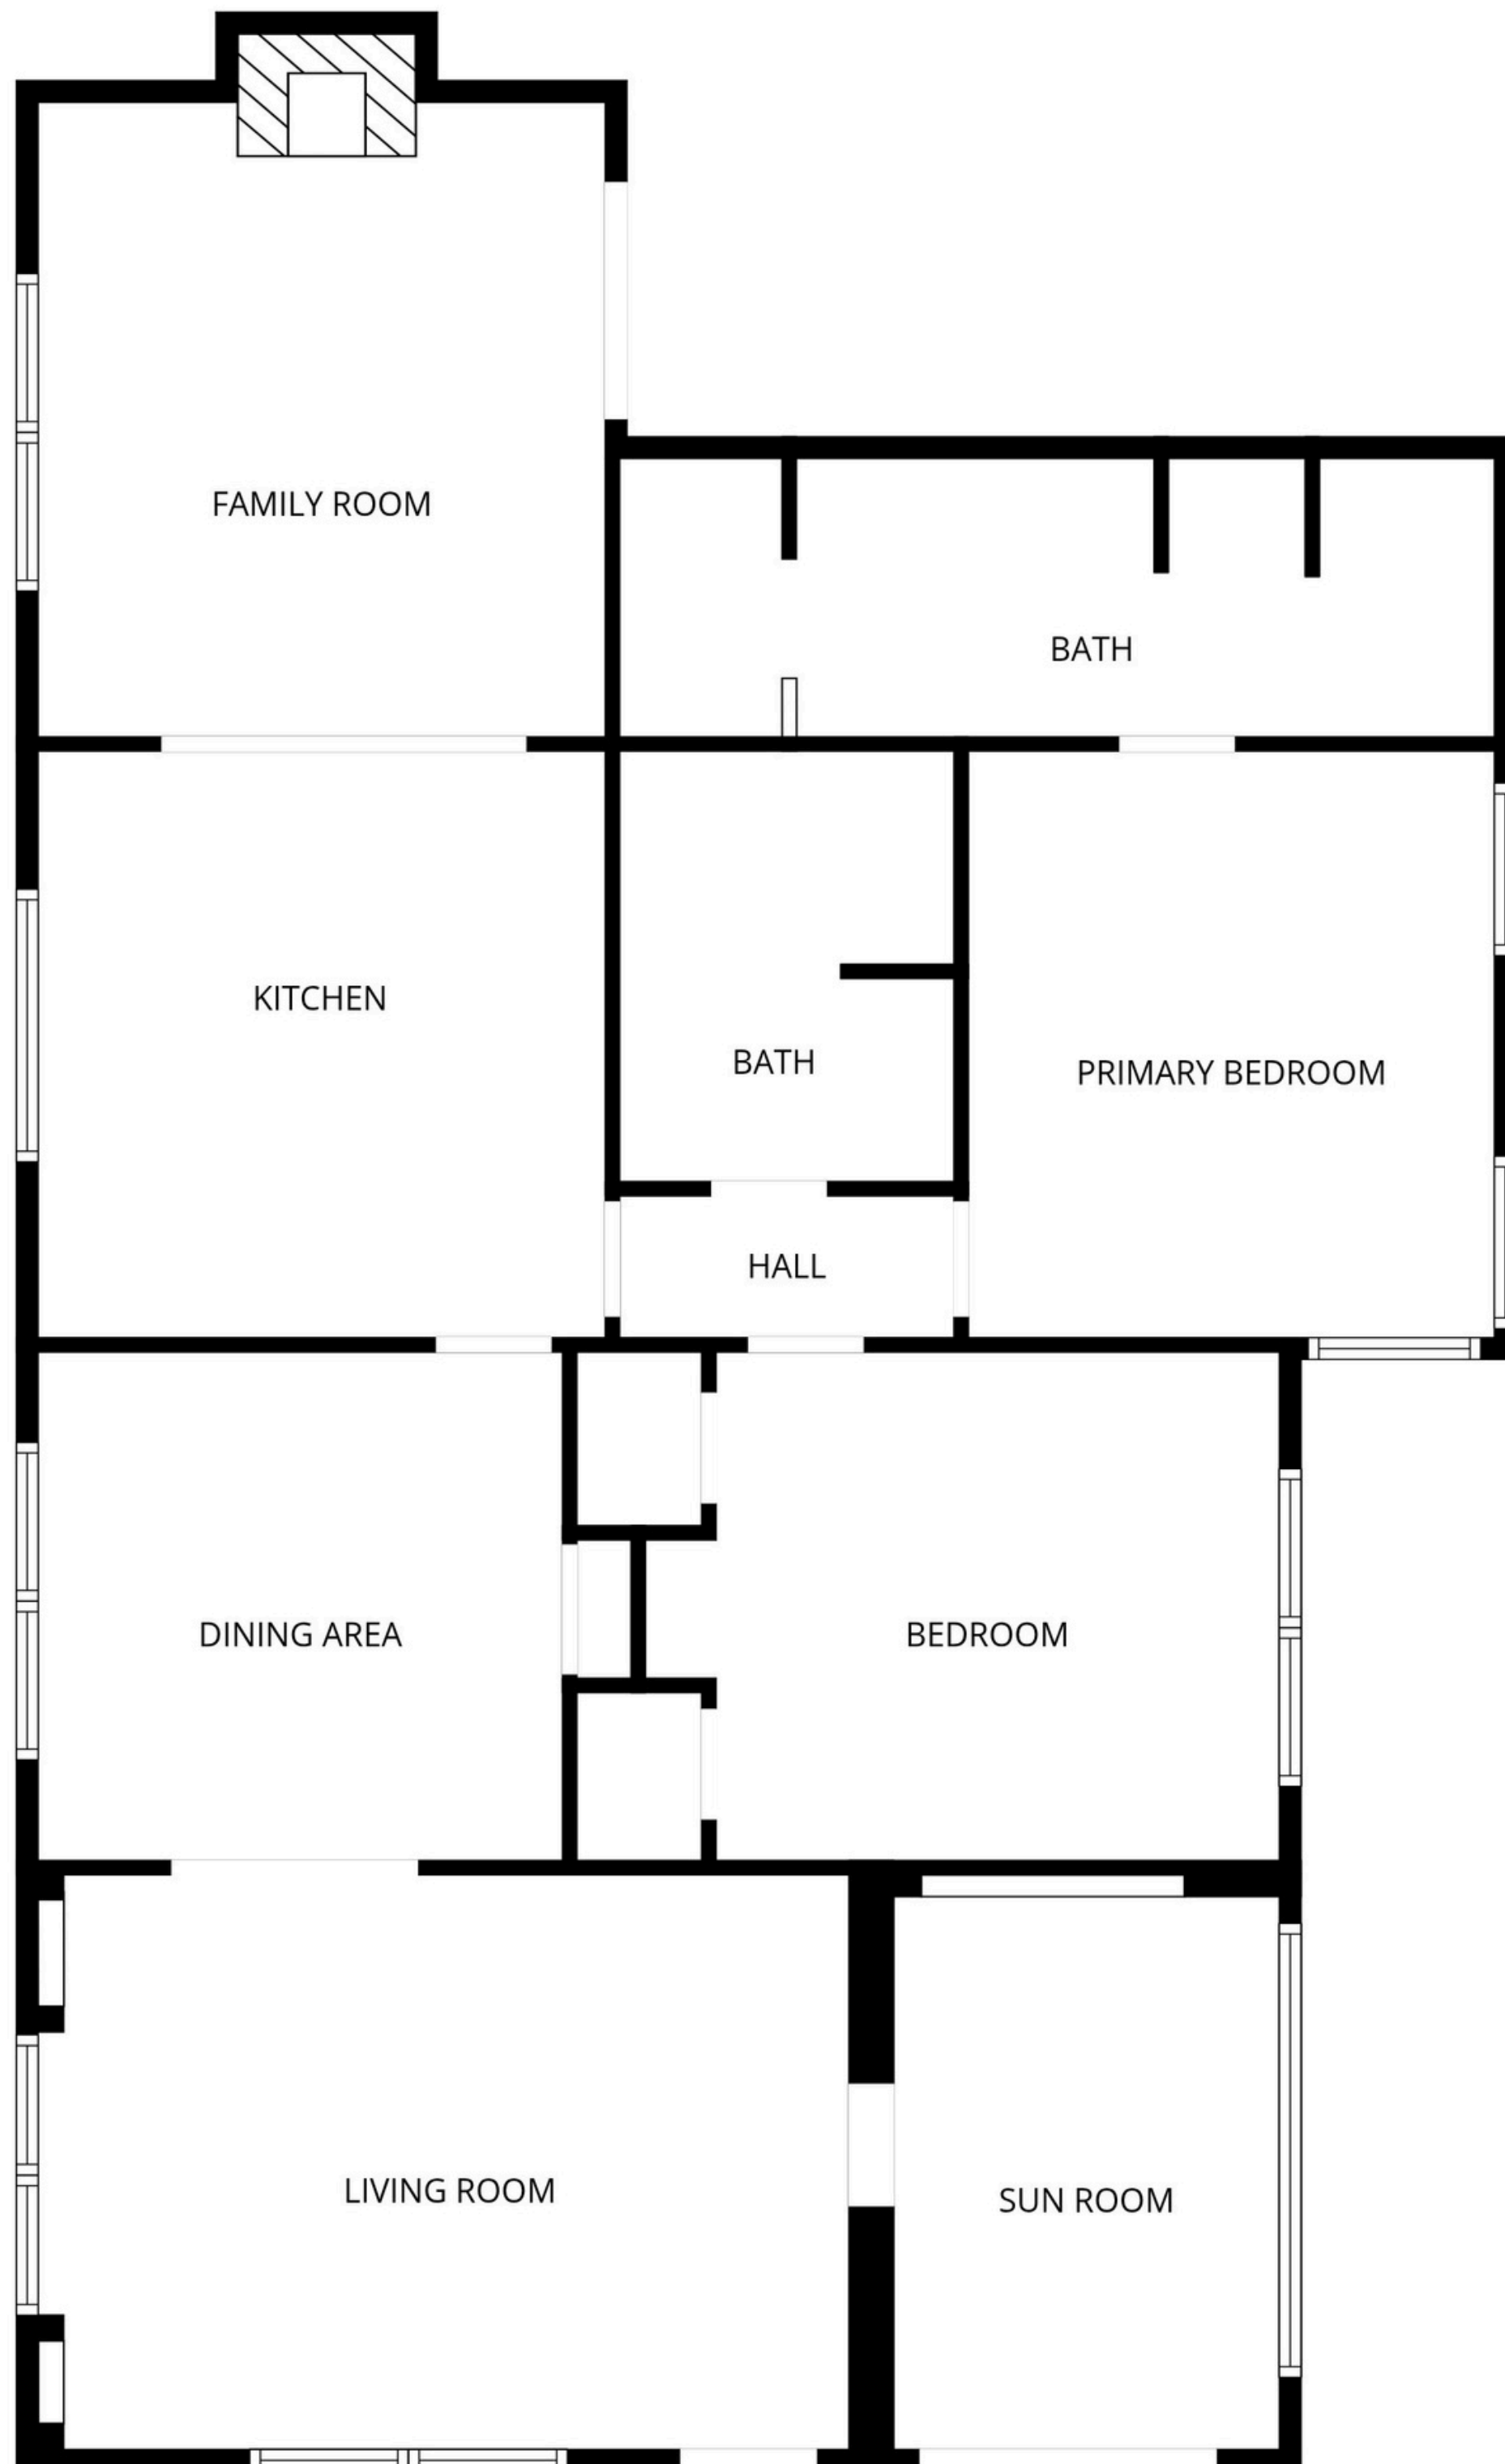 FAMILY ROOM
BATH
KITCHEN
BATH
PRIMARY BEDROOM
HALL
DINING AREA
BEDROOM
LIVING ROOM
SUN ROOM